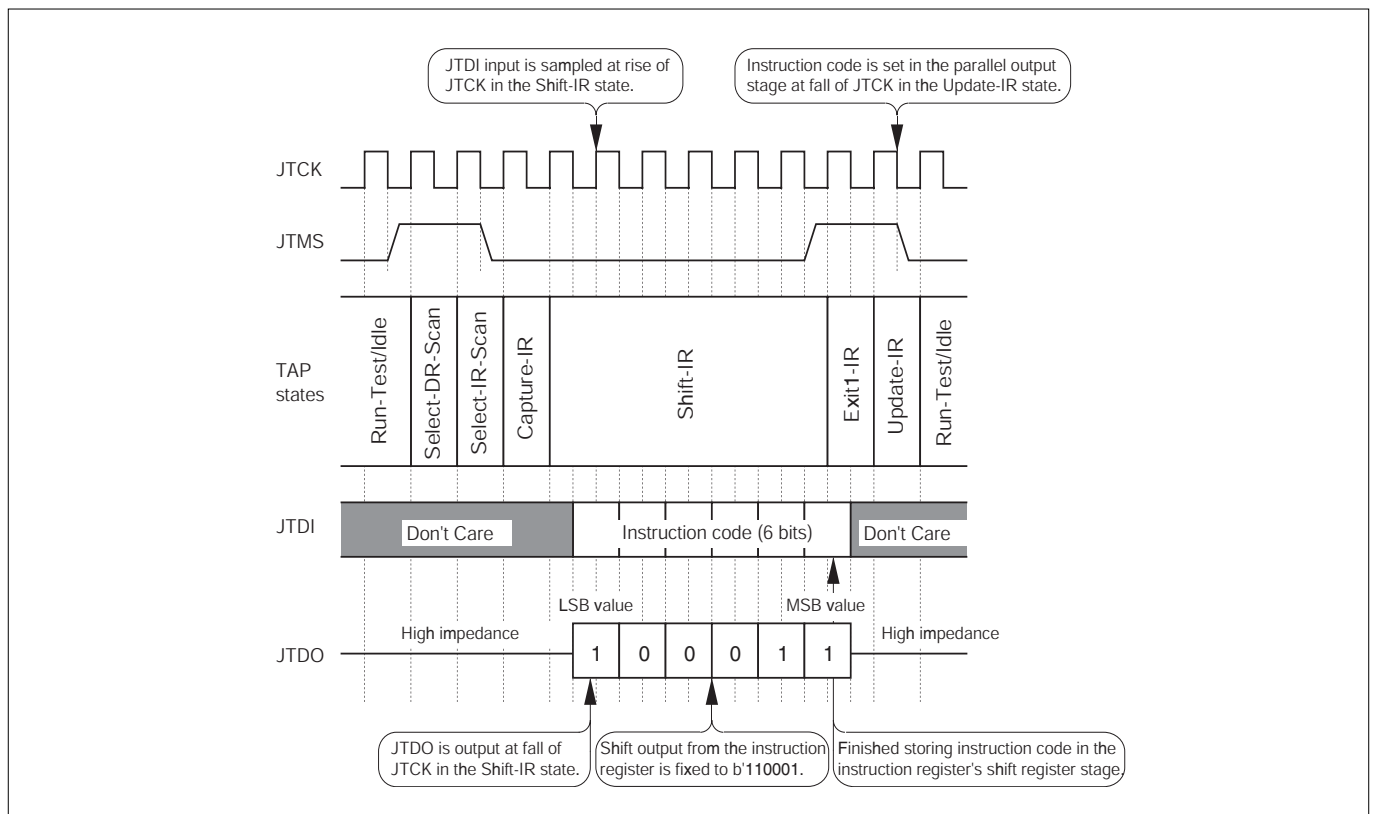 JTDI input is sampled at rise of
JTCK in the Shift-IR state.
Instruction code is set in the parallel output
stage at fall of JTCK in the Update-IR state.
JTCK
JTMS
TAP
states
Run-Test/Idle
Select-DR-Scan
Select-IR-Scan
Capture-IR
Shift-IR
Exit1-IR
Update-IR
Run-Test/Idle
JTDI
Don't Care
Instruction code (6 bits)
Don't Care
LSB value
MSB value
High impedance
High impedance
JTDO
1 0 0 0 1 1
JTDO is output at fall of
JTCK in the Shift-IR state.
Shift output from the instruction
register is fixed to b'110001.
Finished storing instruction code in the
instruction register's shift register stage.